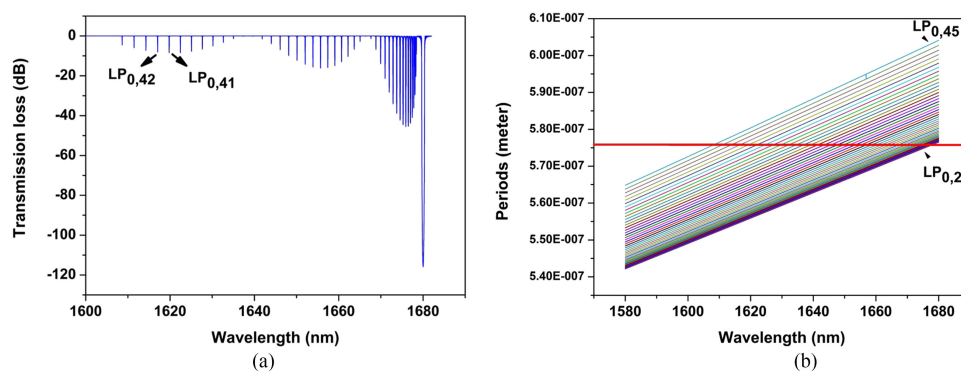 0
-20
-40
-60
-80
-100
-120
Transmission loss (dB)
LP0,42
LP0,41
1600
1620
1640
1660
1680
Wavelength (nm)
(a)
6.10E-007
6.00E-007
5.90E-007
5.80E-007
5.70E-007
5.60E-007
5.50E-007
5.40E-007
Periods (meter)
LP0,45
LP0,2
1580
1600
1620
1640
1660
1680
Wavelength (nm)
(b)